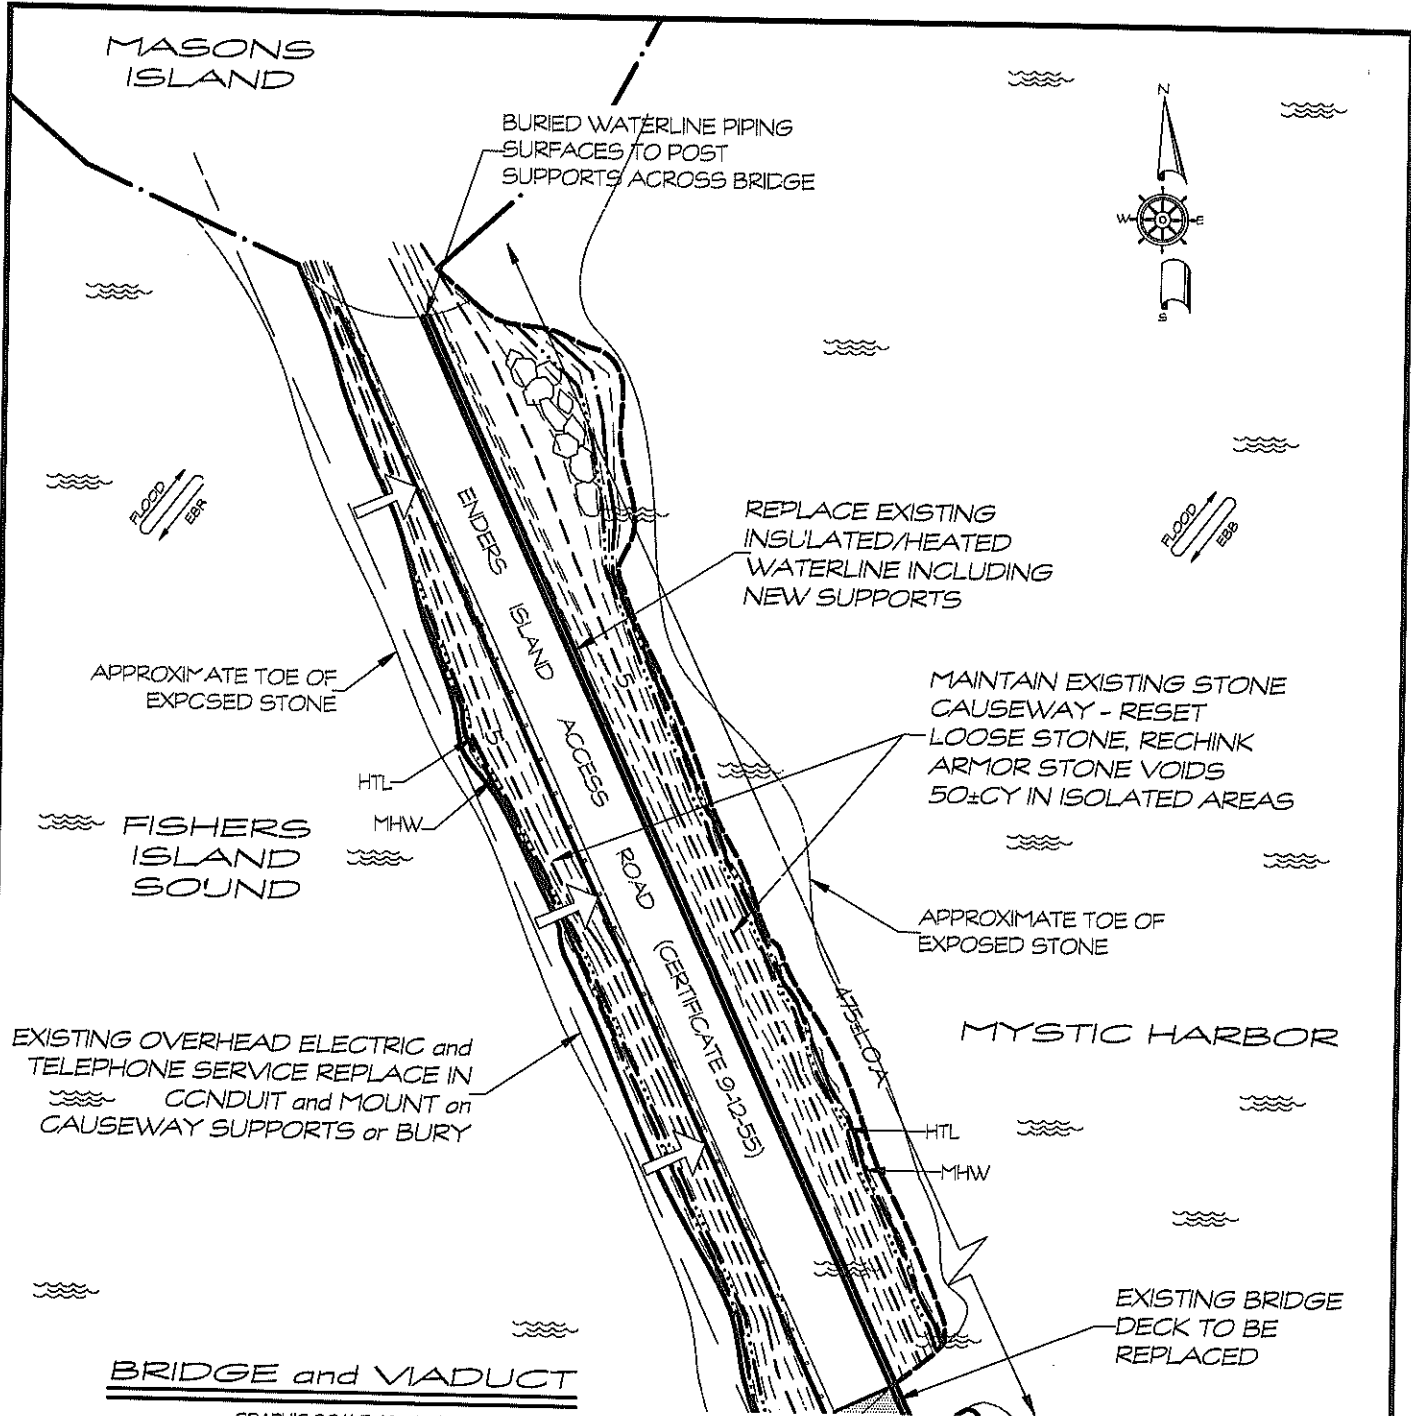 MASONS
ISLAND
BURIED WATERLINE PIPING
SURFACES TO POST
SUPPORTS ACROSS BRIDGE
N
W
E
S
FLOOD
EBB
FLOOD
EBB
ENDERS ISLAND ACCESS ROAD (CERTIFICATE 9-12-55)
REPLACE EXISTING
INSULATED/HEATED
WATERLINE INCLUDING
NEW SUPPORTS
APPROXIMATE TOE OF
EXPOSED STONE
MAINTAIN EXISTING STONE
CAUSEWAY - RESET
LOOSE STONE, RECHINK
ARMOR STONE VOIDS
50±CY IN ISOLATED AREAS
5
5
HTL
MHW
FISHERS
ISLAND
SOUND
APPROXIMATE TOE OF
EXPOSED STONE
475±LOA
MYSTIC HARBOR
EXISTING OVERHEAD ELECTRIC and
TELEPHONE SERVICE REPLACE IN
CONDUIT and MOUNT on
CAUSEWAY SUPPORTS or BURY
HTL
MHW
EXISTING BRIDGE
DECK TO BE
REPLACED
BRIDGE and VIADUCT